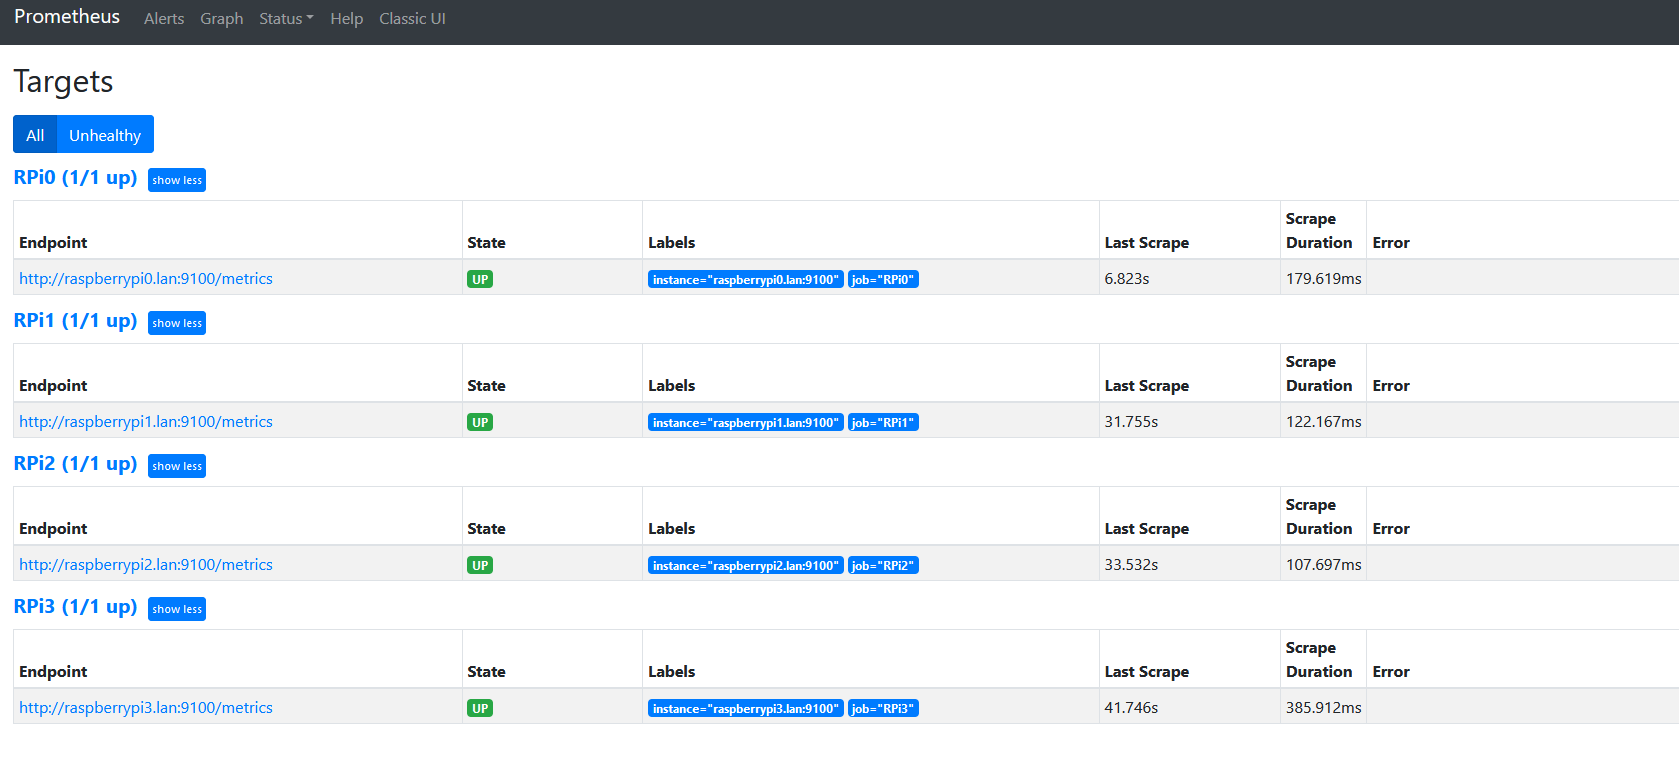 Prometheus Alerts Graph Status Help Classic UI
Targets
All Unhealthy
RPi0 (1/1 up) show less
Endpoint State Labels Last Scrape Scrape Duration Error
http://raspberrypi0.lan:9100/metrics UP instance="raspberrypi0.lan:9100" job="RPi0" 6.823s 179.619ms
RPi1 (1/1 up) show less
Endpoint State Labels Last Scrape Scrape Duration Error
http://raspberrypi1.lan:9100/metrics UP instance="raspberrypi1.lan:9100" job="RPi1" 31.755s 122.167ms
RPi2 (1/1 up) show less
Endpoint State Labels Last Scrape Scrape Duration Error
http://raspberrypi2.lan:9100/metrics UP instance="raspberrypi2.lan:9100" job="RPi2" 33.532s 107.697ms
RPi3 (1/1 up) show less
Endpoint State Labels Last Scrape Scrape Duration Error
http://raspberrypi3.lan:9100/metrics UP instance="raspberrypi3.lan:9100" job="RPi3" 41.746s 385.912ms